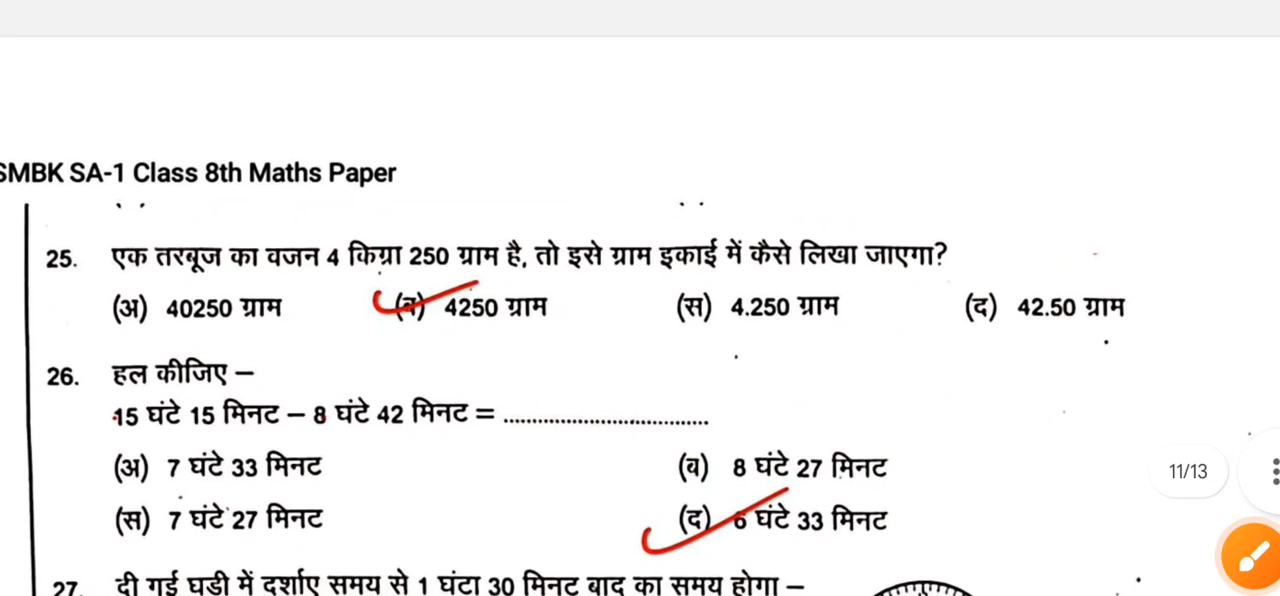 SMBK SA-1 Class 8th Maths Paper
25. एक तरबूज का वजन 4 किग्रा 250 ग्राम है, तो इसे ग्राम इकाई में कैसे लिखा जाएगा?
(अ) 40250 ग्राम (ब) 4250 ग्राम (स) 4.250 ग्राम (द) 42.50 ग्राम
26. हल कीजिए –
15 घंटे 15 मिनट – 8 घंटे 42 मिनट = ....................................
(अ) 7 घंटे 33 मिनट (ब) 8 घंटे 27 मिनट
(स) 7 घंटे 27 मिनट (द) 6 घंटे 33 मिनट
11/13
27. दी गई घडी में दर्शाए समय से 1 घंटा 30 मिनट बाद का समय होगा –